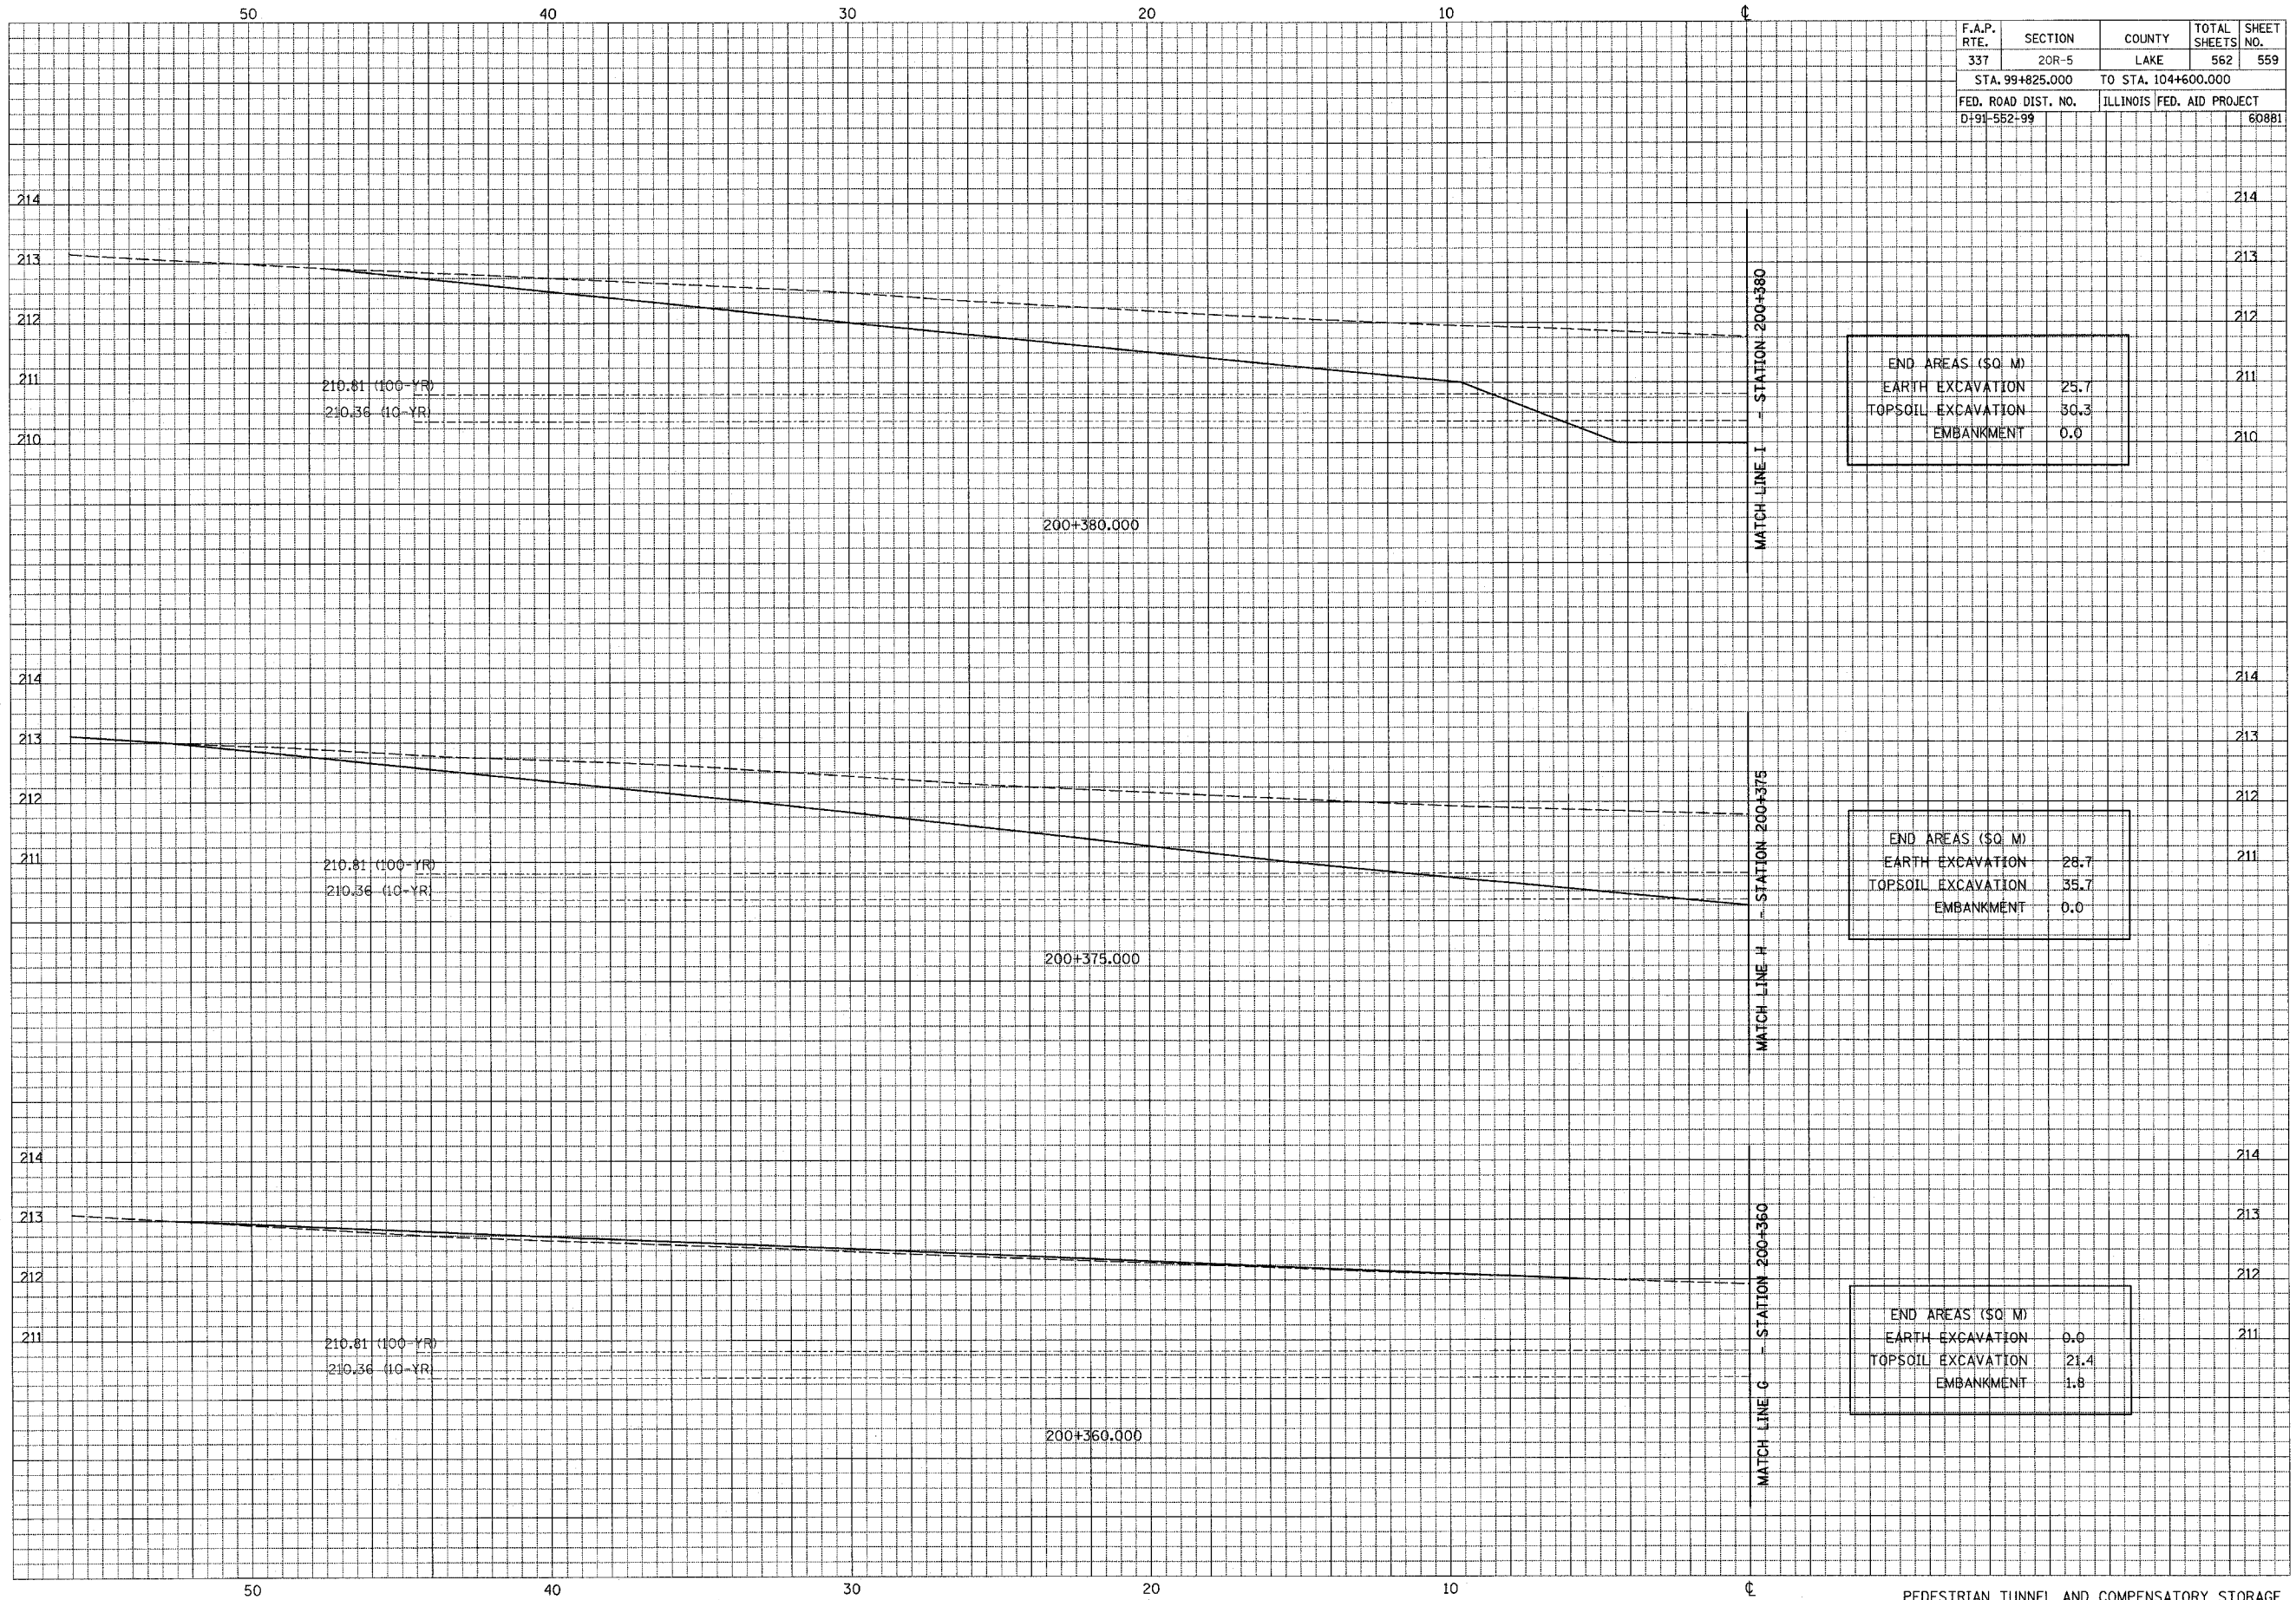 50 40 30 20 10 ℄
F.A.P. RTE. SECTION COUNTY TOTAL SHEETS SHEET NO.
337 20R-5 LAKE 562 559
STA. 99+825.000 TO STA. 104+600.000
FED. ROAD DIST. NO. ILLINOIS FED. AID PROJECT
D-91-552-99 60881
214 214
213 213
212 212
211 211
210 210
210.81 (100-YR)
210.36 (10-YR)
200+380.000
MATCH LINE I - STATION 200+380
END AREAS (SQ M)
EARTH EXCAVATION 25.7
TOPSOIL EXCAVATION 30.3
EMBANKMENT 0.0
214 214
213 213
212 212
211 211
210.81 (100-YR)
210.36 (10-YR)
200+375.000
MATCH LINE H - STATION 200+375
END AREAS (SQ M)
EARTH EXCAVATION 28.7
TOPSOIL EXCAVATION 35.7
EMBANKMENT 0.0
214 214
213 213
212 212
211 211
210.81 (100-YR)
210.36 (10-YR)
200+360.000
MATCH LINE G - STATION 200+360
END AREAS (SQ M)
EARTH EXCAVATION 0.0
TOPSOIL EXCAVATION 21.4
EMBANKMENT 1.8
50 40 30 20 10 ℄
PEDESTRIAN TUNNEL AND COMPENSATORY STORAGE